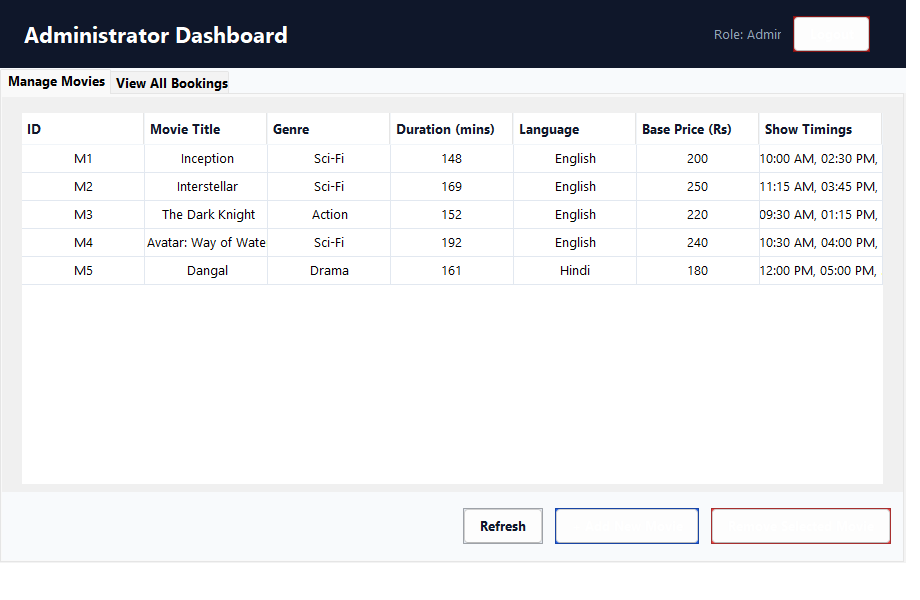 Administrator Dashboard
Role: Admin
Manage Movies View All Bookings
ID Movie Title Genre Duration (mins) Language Base Price (Rs) Show Timings
M1 Inception Sci-Fi 148 English 200 10:00 AM, 02:30 PM,
M2 Interstellar Sci-Fi 169 English 250 11:15 AM, 03:45 PM,
M3 The Dark Knight Action 152 English 220 09:30 AM, 01:15 PM,
M4 Avatar: Way of Wate Sci-Fi 192 English 240 10:30 AM, 04:00 PM,
M5 Dangal Drama 161 Hindi 180 12:00 PM, 05:00 PM,
Refresh